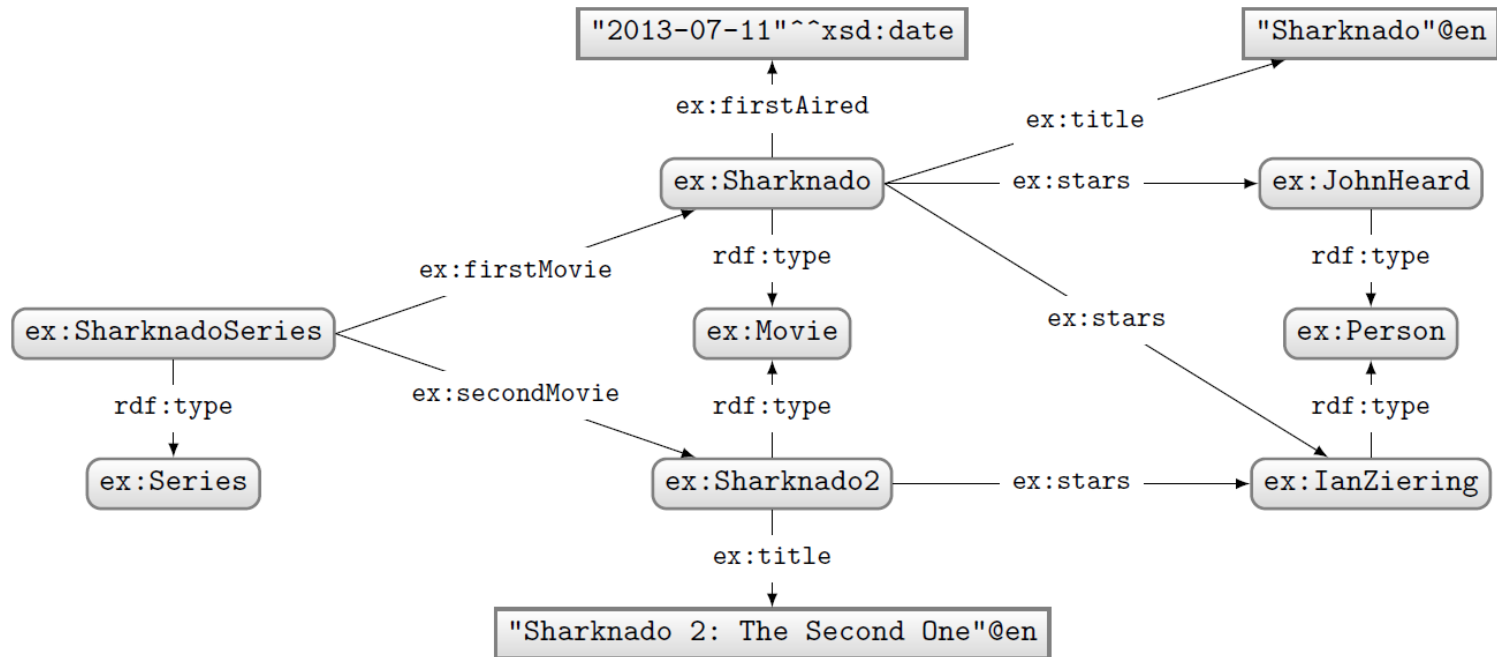 "2013-07-11"^^xsd:date
"Sharknado"@en
ex:firstAired
ex:title
ex:Sharknado
ex:stars
ex:JohnHeard
ex:firstMovie
rdf:type
rdf:type
ex:SharknadoSeries
ex:Movie
ex:stars
ex:Person
rdf:type
ex:secondMovie
rdf:type
rdf:type
ex:Series
ex:Sharknado2
ex:stars
ex:IanZiering
ex:title
"Sharknado 2: The Second One"@en